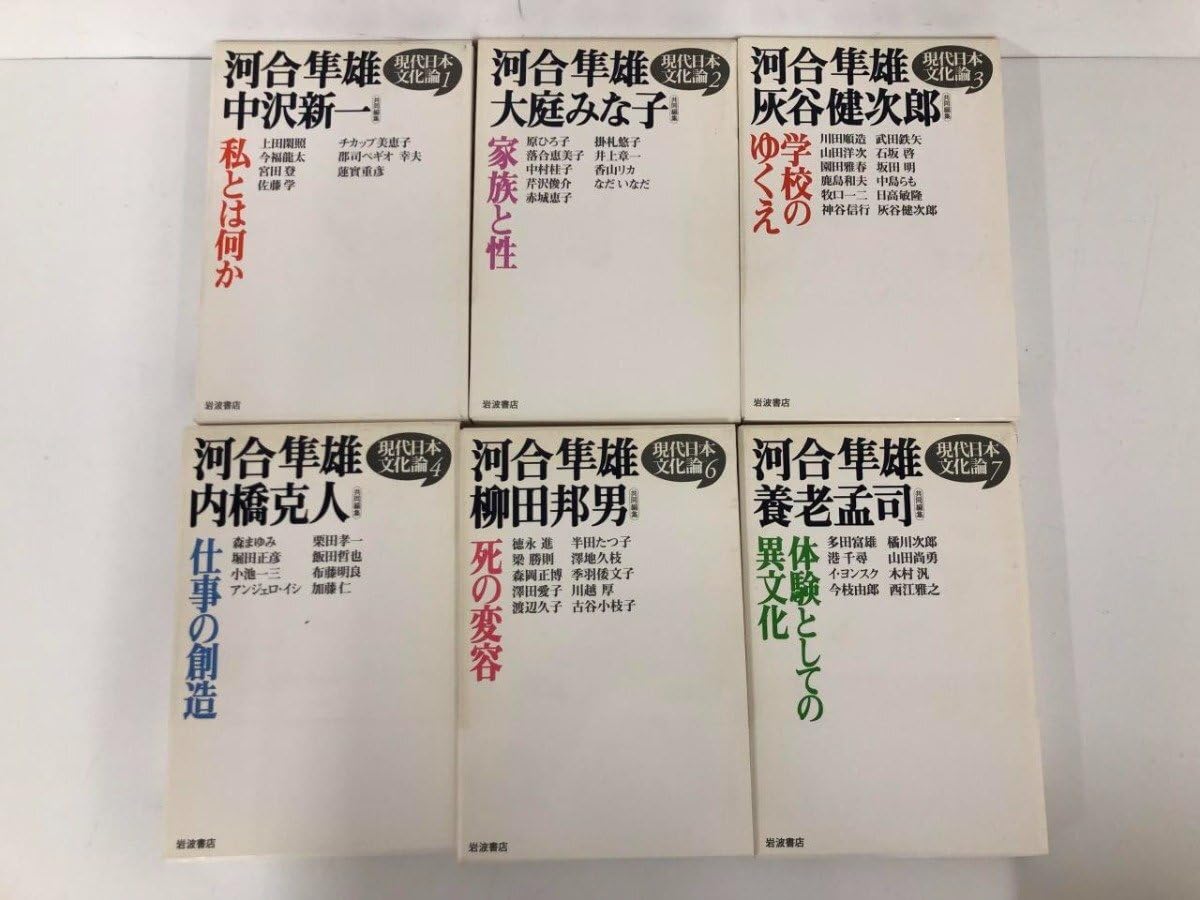 河合隼雄
中沢新一 共同編集
現代日本
文化論1
上田閑照 チカップ美恵子
今福龍太 郡司ペギオ 幸夫
宮田 登 蓮實重彦
佐藤 学
私とは何か
岩波書店
河合隼雄
大庭みな子 共同編集
現代日本
文化論2
原ひろ子 掛札悠子
落合恵美子 井上章一
中村桂子 香山リカ
芹沢俊介 なだ いなだ
赤城恵子
家族と性
岩波書店
河合隼雄
灰谷健次郎 共同編集
現代日本
文化論3
川田順造 武田鉄矢
山田洋次 石坂 啓
園田雅春 坂田 明
鹿島和夫 中島らも
牧口一二 日高敏隆
神谷信行 灰谷健次郎
学校の
ゆくえ
岩波書店
河合隼雄
内橋克人 共同編集
現代日本
文化論4
森まゆみ 栗田孝一
堀田正彦 飯田哲也
小池一三 布藤明良
アンジェロ・イシ 加藤仁
仕事の創造
岩波書店
河合隼雄
柳田邦男 共同編集
現代日本
文化論6
徳永 進 半田たつ子
梁 勝則 澤地久枝
森岡正博 季羽倭文子
澤田愛子 川越 厚
渡辺久子 古谷小枝子
死の変容
岩波書店
河合隼雄
養老孟司 共同編集
現代日本
文化論7
多田富雄 橘川次郎
港 千尋 山田尚勇
イ・ヨンスク 木村 汎
今枝由郎 西江雅之
体験としての
異文化
岩波書店